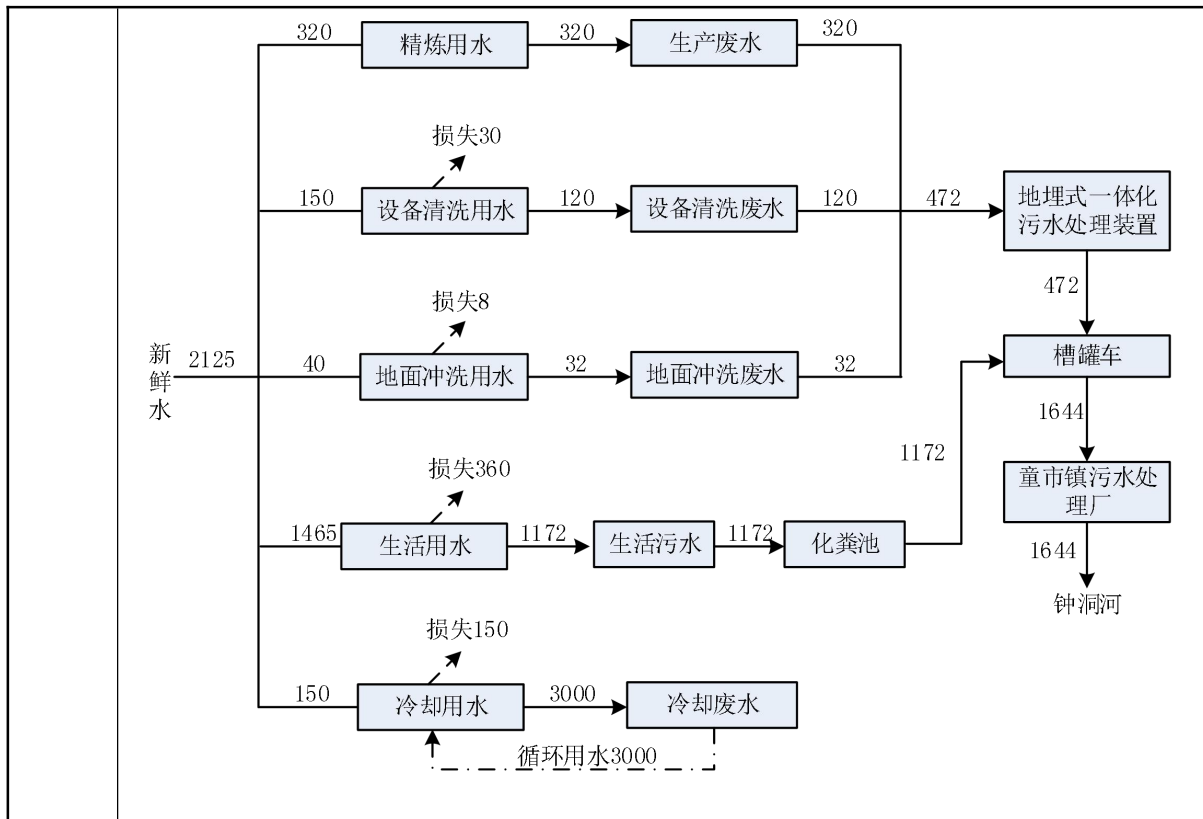 320
精炼用水
320
生产废水
320
损失30
150
设备清洗用水
120
设备清洗废水
120
472
地埋式一体化
污水处理装置
472
损失8
新鲜水
2125
40
地面冲洗用水
32
地面冲洗废水
32
槽罐车
1644
1172
损失360
童市镇污水处
理厂
1465
生活用水
1172
生活污水
1172
化粪池
1644
钟洞河
损失150
150
冷却用水
3000
冷却废水
循环用水3000